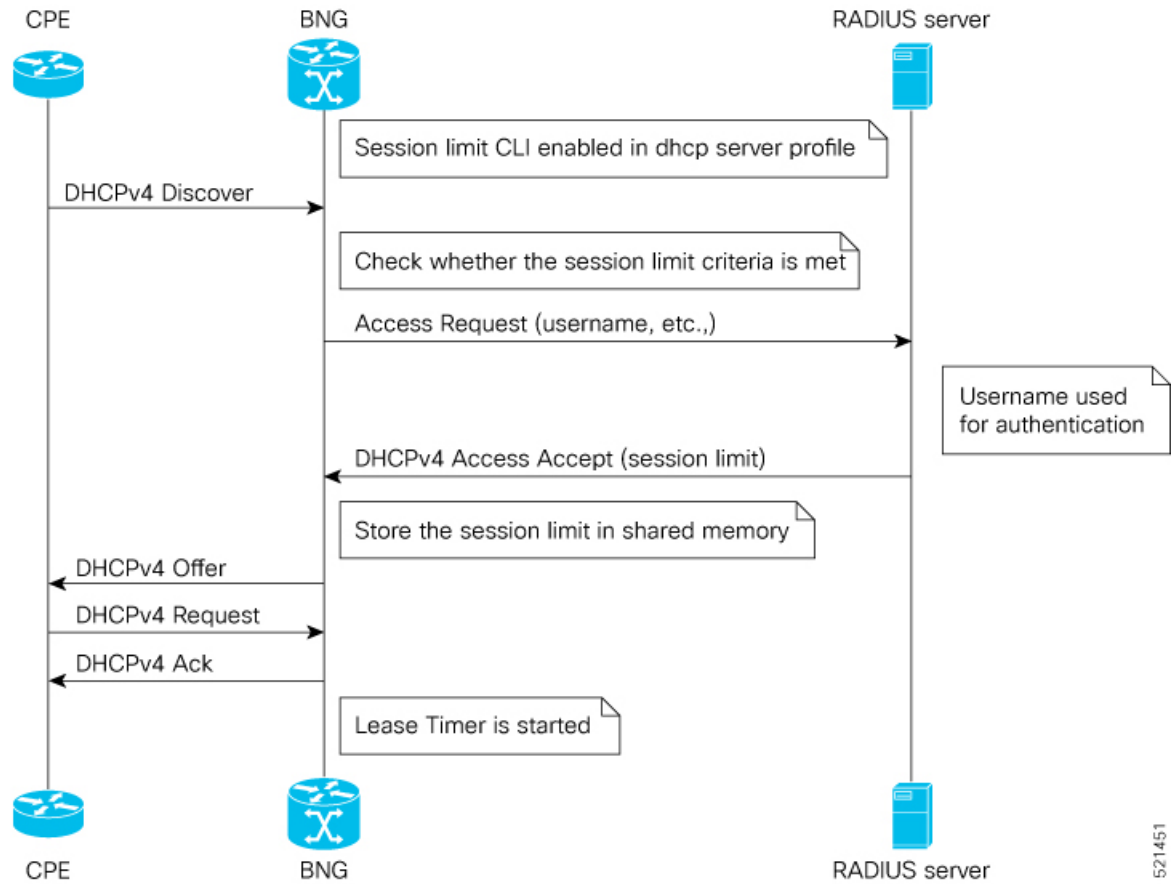 CPE
BNG
RADIUS server
Session limit CLI enabled in dhcp server profile
DHCPv4 Discover
Check whether the session limit criteria is met
Access Request (username, etc.,)
Username used
for authentication
DHCPv4 Access Accept (session limit)
Store the session limit in shared memory
DHCPv4 Offer
DHCPv4 Request
DHCPv4 Ack
Lease Timer is started
CPE
BNG
RADIUS server
521451